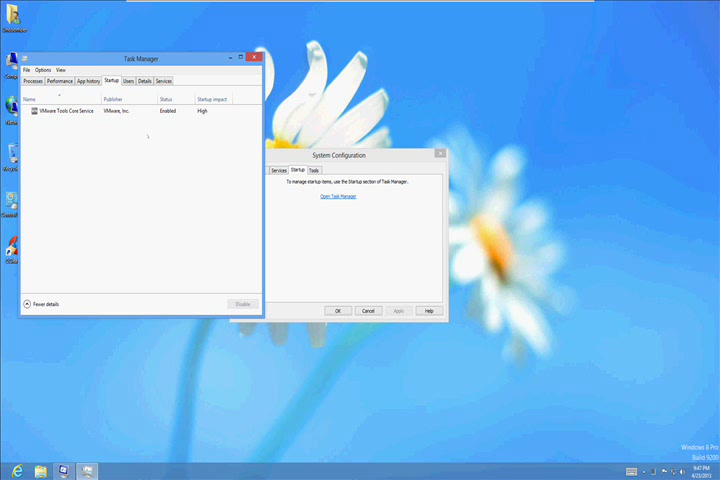 Task Manager
File Options View
Processes Performance App history Startup Users Details Services
Name Publisher Status Startup impact
VMware Tools Core Service VMware, Inc. Enabled High
Fewer details Disable
System Configuration
Services Startup Tools
To manage startup items, use the Startup section of Task Manager.
Open Task Manager
OK Cancel Apply Help
Windows 8 Pro
Build 9200
9:47 PM
4/23/2013